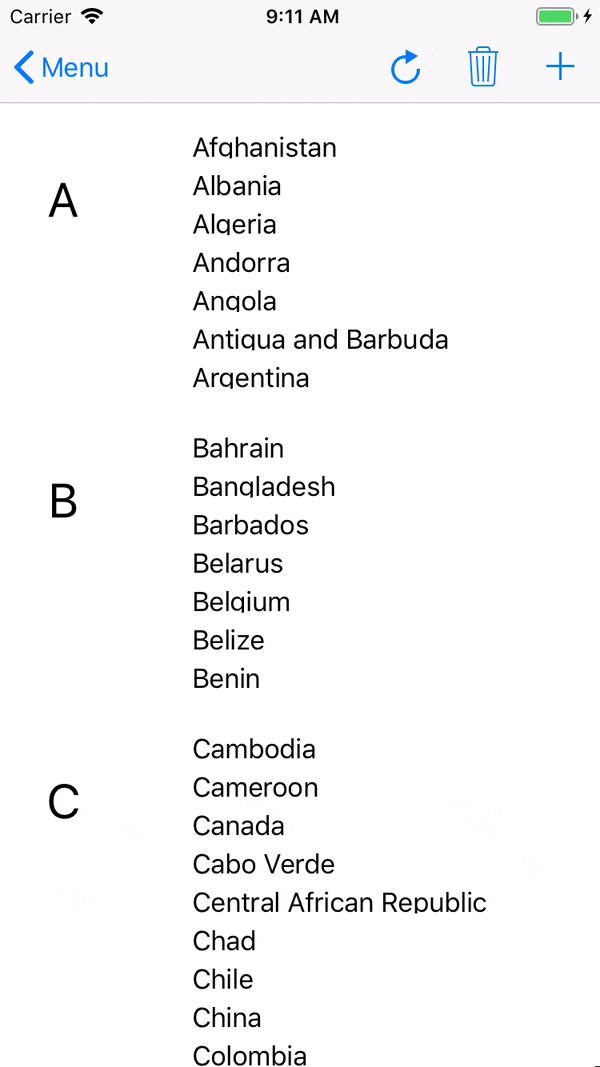 Carrier 9:11 AM
Menu
A
Afghanistan
Albania
Algeria
Andorra
Angola
Antigua and Barbuda
Argentina
B
Bahrain
Bangladesh
Barbados
Belarus
Belgium
Belize
Benin
C
Cambodia
Cameroon
Canada
Cabo Verde
Central African Republic
Chad
Chile
China
Colombia